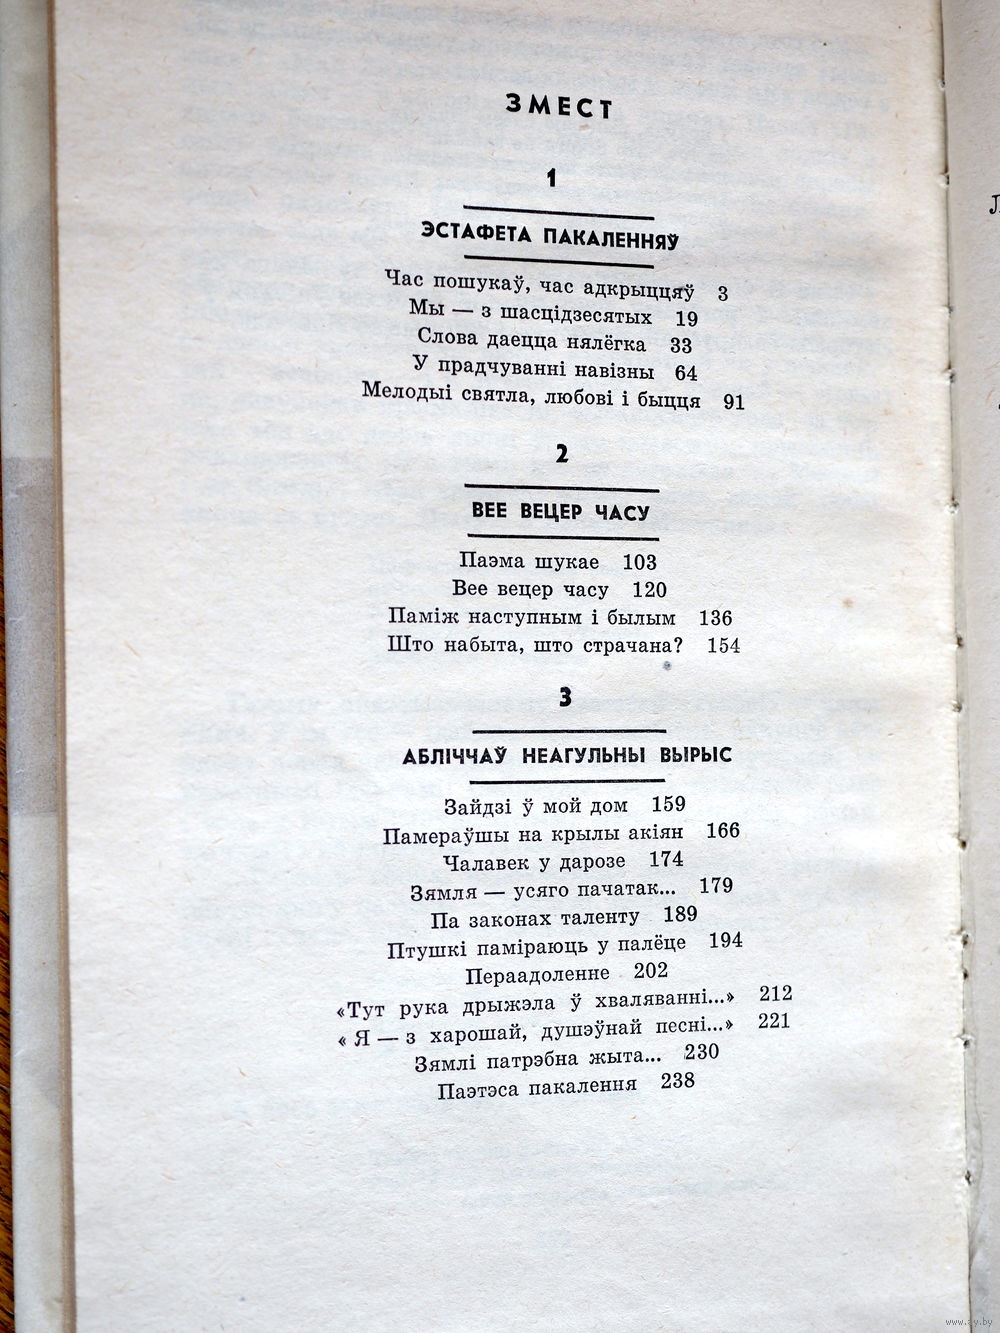 ЗМЕСТ
1
ЭСТАФЕТА ПАКАЛЕННЯЎ
Час пошукаў, час адкрыццяў 3
Мы — з шасцідзесятых 19
Слова даецца нялёгка 33
У прадчуванні навізны 64
Мелодыі святла, любові і быцця 91
2
ВЕЕ ВЕЦЕР ЧАСУ
Паэма шукае 103
Вее вецер часу 120
Паміж наступным і былым 136
Што набыта, што страчана? 154
3
АБЛІЧЧАЎ НЕАГУЛЬНЫ ВЫРЫС
Зайдзі ў мой дом 159
Памераўшы на крылы акіян 166
Чалавек у дарозе 174
Зямля — усяго пачатак... 179
Па законах таленту 189
Птушкі паміраюць у палёце 194
Пераадоленне 202
«Тут рука дрыжэла ў хваляванні...» 212
«Я — з харошай, душэўнай песні...» 221
Зямлі патрэбна жыта... 230
Паэтэса пакалення 238
www.ay.by